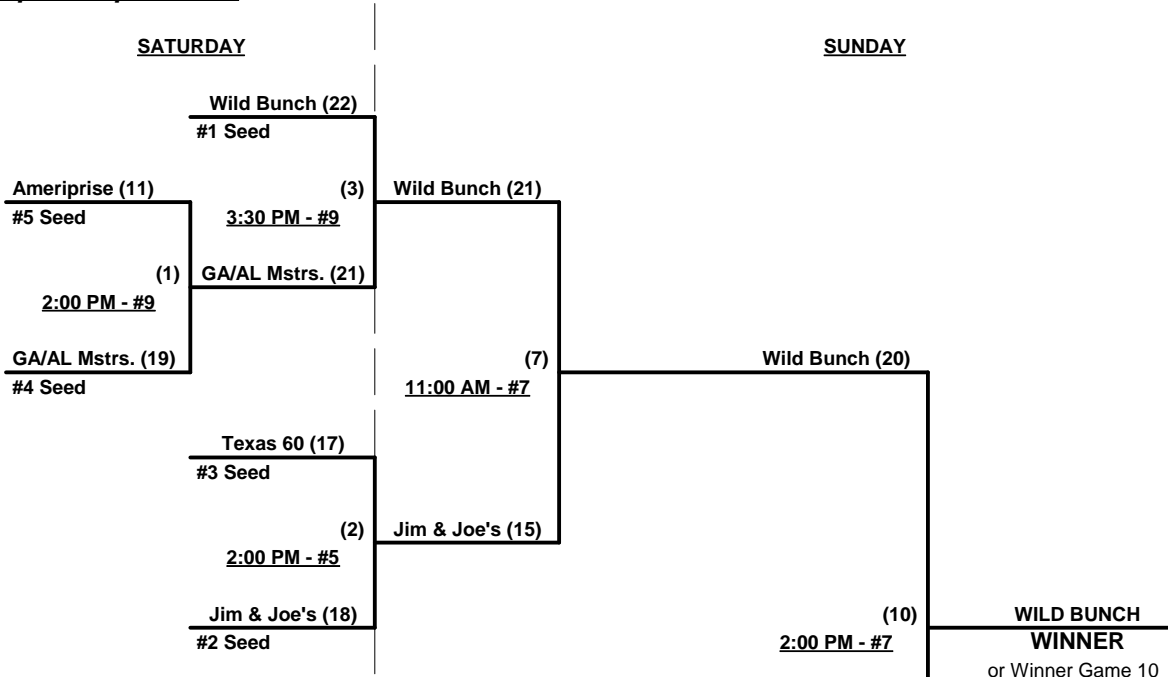 SATURDAY
SUNDAY
Wild Bunch (22)
#1 Seed
Ameriprise (11)
#5 Seed
(3)
3:30 PM - #9
Wild Bunch (21)
(1)
2:00 PM - #9
GA/AL Mstrs. (21)
GA/AL Mstrs. (19)
#4 Seed
(7)
11:00 AM - #7
Wild Bunch (20)
Texas 60 (17)
#3 Seed
(2)
2:00 PM - #5
Jim & Joe's (15)
Jim & Joe's (18)
#2 Seed
(10)
2:00 PM - #7
WILD BUNCH
WINNER
or Winner Game 10